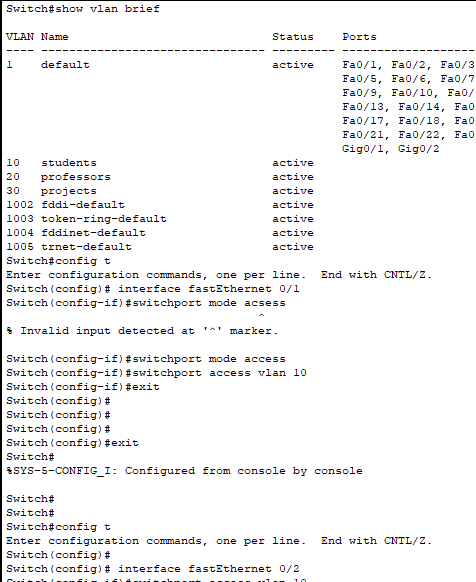 Switch#show vlan brief
VLAN Name Status Ports
---- -------------------------------- --------- -------------------
1 default active Fa0/1, Fa0/2, Fa0/3
Fa0/5, Fa0/6, Fa0/7
Fa0/9, Fa0/10, Fa0/
Fa0/13, Fa0/14, Fa0
Fa0/17, Fa0/18, Fa0
Fa0/21, Fa0/22, Fa0
Gig0/1, Gig0/2
10 students active
20 professors active
30 projects active
1002 fddi-default active
1003 token-ring-default active
1004 fddinet-default active
1005 trnet-default active
Switch#config t
Enter configuration commands, one per line. End with CNTL/Z.
Switch(config)# interface fastEthernet 0/1
Switch(config-if)#switchport mode acsess
^
% Invalid input detected at '^' marker.
Switch(config-if)#switchport mode access
Switch(config-if)#switchport access vlan 10
Switch(config-if)#exit
Switch(config)#
Switch(config)#
Switch(config)#
Switch(config)#exit
Switch#
%SYS-5-CONFIG_I: Configured from console by console
Switch#
Switch#
Switch#config t
Enter configuration commands, one per line. End with CNTL/Z.
Switch(config)#
Switch(config)# interface fastEthernet 0/2
Switch(config-if)#switchport access vlan 10